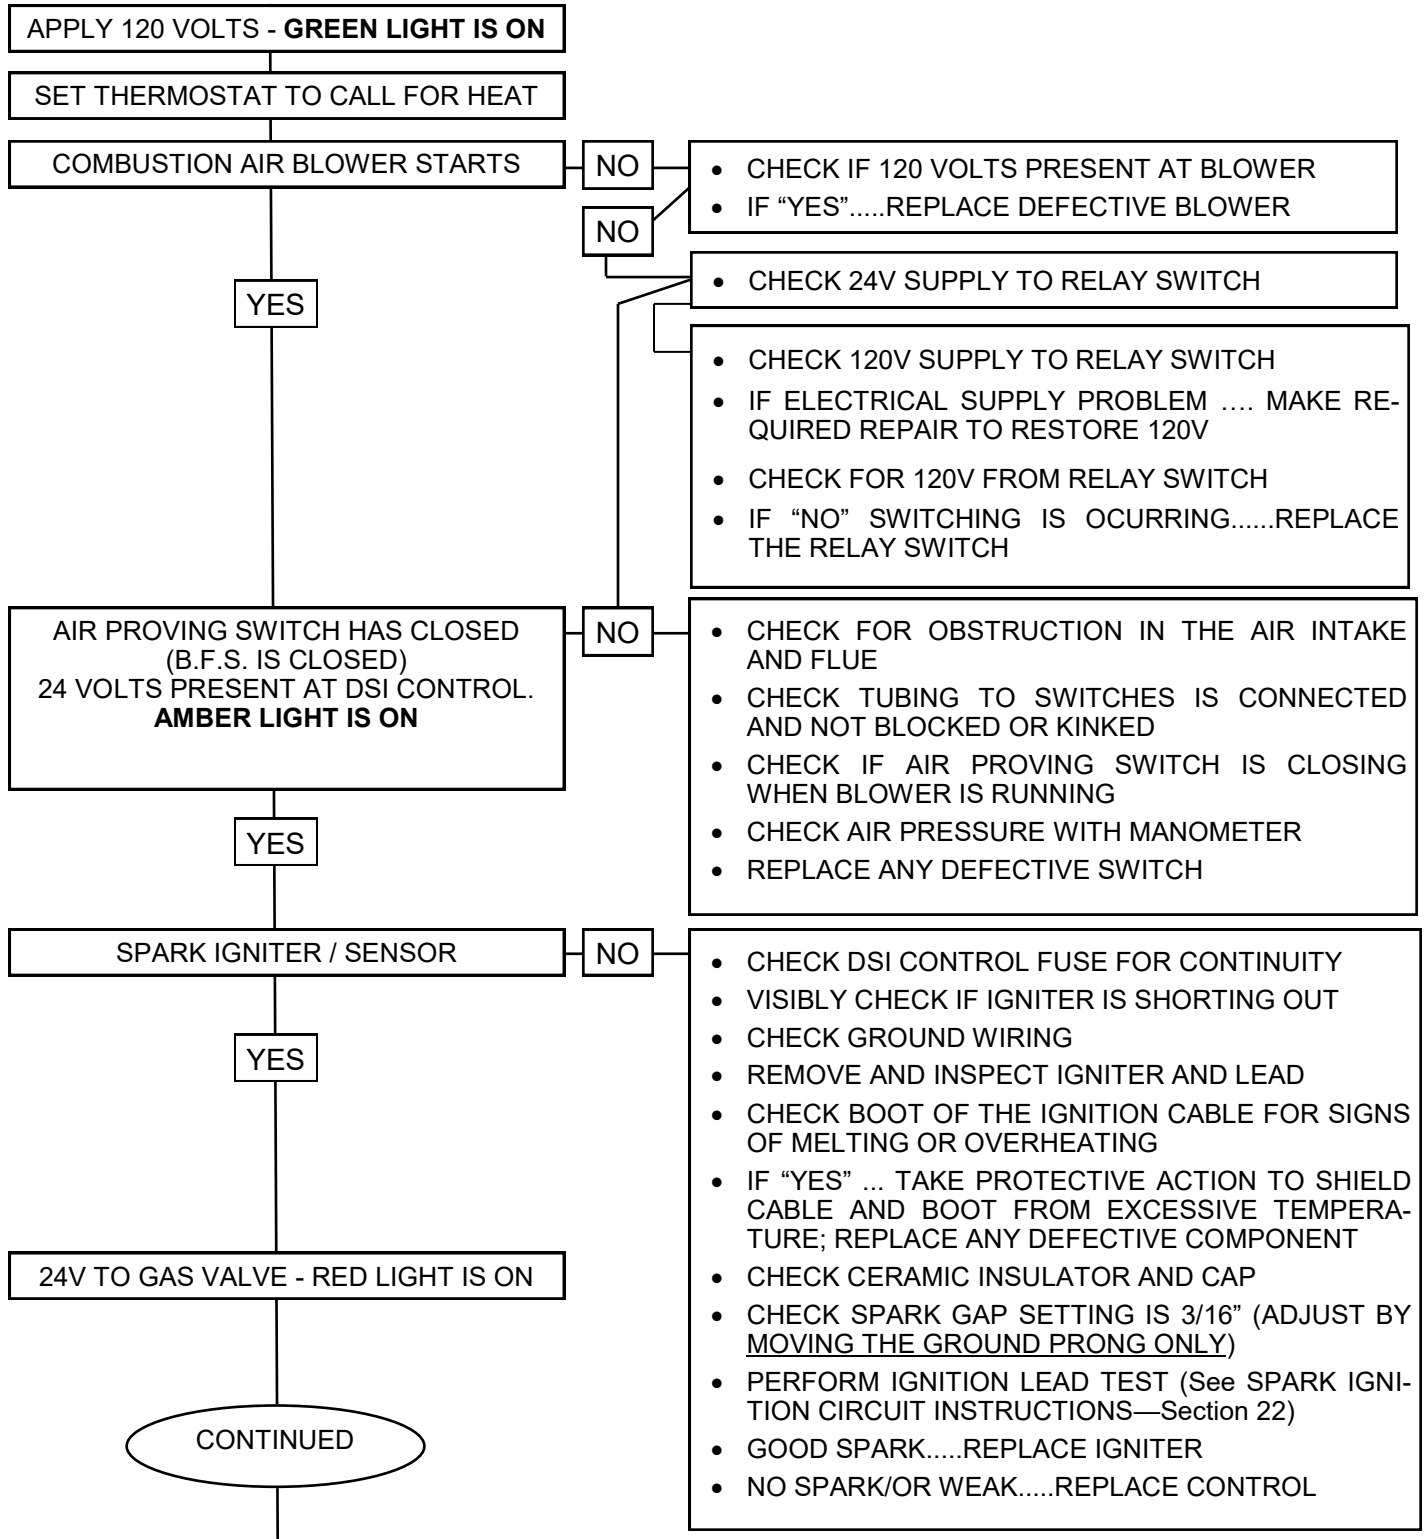 APPLY 120 VOLTS - GREEN LIGHT IS ON
SET THERMOSTAT TO CALL FOR HEAT
COMBUSTION AIR BLOWER STARTS
NO
• CHECK IF 120 VOLTS PRESENT AT BLOWER
• IF “YES”.....REPLACE DEFECTIVE BLOWER
NO
• CHECK 24V SUPPLY TO RELAY SWITCH
YES
• CHECK 120V SUPPLY TO RELAY SWITCH
• IF ELECTRICAL SUPPLY PROBLEM …. MAKE RE-
QUIRED REPAIR TO RESTORE 120V
• CHECK FOR 120V FROM RELAY SWITCH
• IF “NO” SWITCHING IS OCURRING......REPLACE
THE RELAY SWITCH
AIR PROVING SWITCH HAS CLOSED
(B.F.S. IS CLOSED)
24 VOLTS PRESENT AT DSI CONTROL.
AMBER LIGHT IS ON
NO
• CHECK FOR OBSTRUCTION IN THE AIR INTAKE
AND FLUE
• CHECK TUBING TO SWITCHES IS CONNECTED
AND NOT BLOCKED OR KINKED
• CHECK IF AIR PROVING SWITCH IS CLOSING
WHEN BLOWER IS RUNNING
• CHECK AIR PRESSURE WITH MANOMETER
• REPLACE ANY DEFECTIVE SWITCH
YES
SPARK IGNITER / SENSOR
NO
• CHECK DSI CONTROL FUSE FOR CONTINUITY
• VISIBLY CHECK IF IGNITER IS SHORTING OUT
• CHECK GROUND WIRING
• REMOVE AND INSPECT IGNITER AND LEAD
• CHECK BOOT OF THE IGNITION CABLE FOR SIGNS
OF MELTING OR OVERHEATING
• IF “YES” ... TAKE PROTECTIVE ACTION TO SHIELD
CABLE AND BOOT FROM EXCESSIVE TEMPERA-
TURE; REPLACE ANY DEFECTIVE COMPONENT
• CHECK CERAMIC INSULATOR AND CAP
• CHECK SPARK GAP SETTING IS 3/16” (ADJUST BY
MOVING THE GROUND PRONG ONLY)
• PERFORM IGNITION LEAD TEST (See SPARK IGNI-
TION CIRCUIT INSTRUCTIONS—Section 22)
• GOOD SPARK.....REPLACE IGNITER
• NO SPARK/OR WEAK.....REPLACE CONTROL
YES
24V TO GAS VALVE - RED LIGHT IS ON
CONTINUED